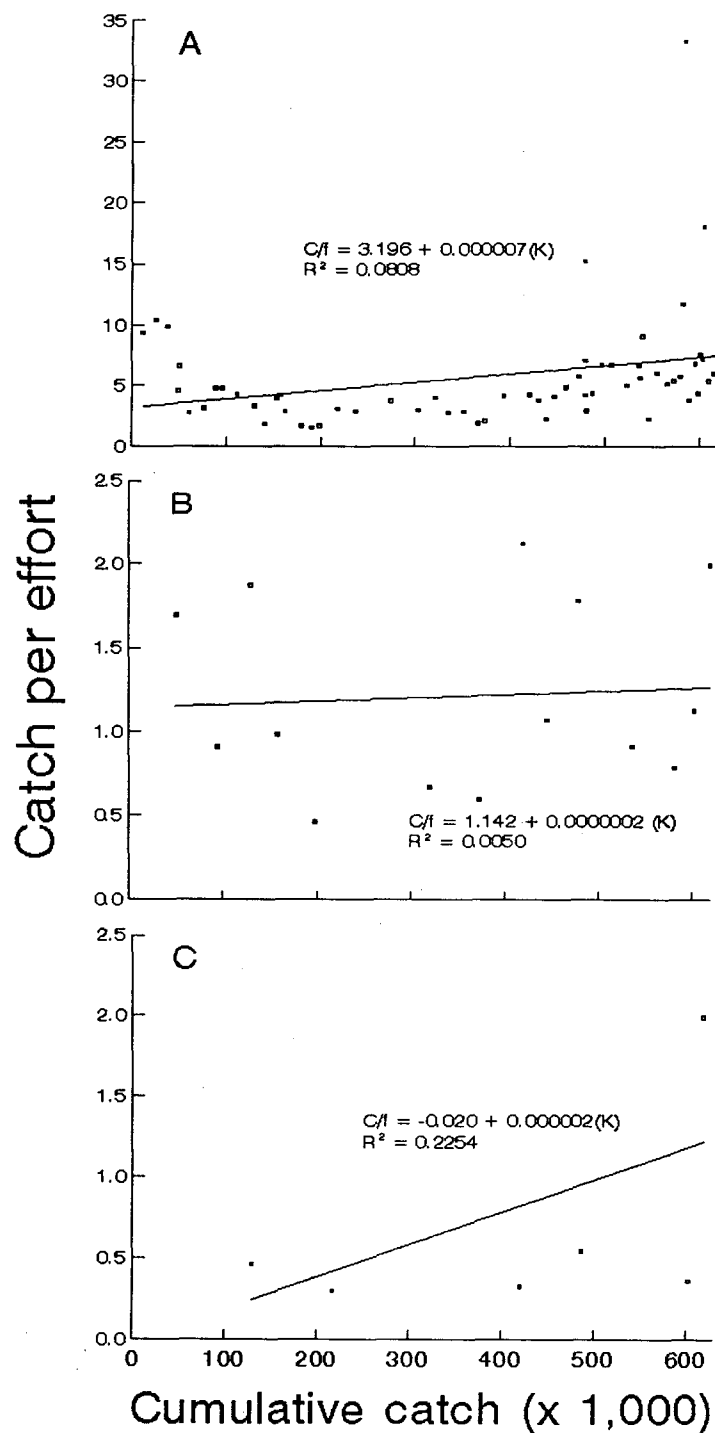 Catch per effort
A
35
30
25
20
15
10
5
0
C/f = 3.196 + 0.000007(K)
R² = 0.0808
B
2.5
2.0
1.5
1.0
0.5
0.0
C/f = 1.142 + 0.0000002 (K)
R² = 0.0050
C
2.5
2.0
1.5
1.0
0.5
0.0
C/f = -0.020 + 0.000002(K)
R² = 0.2254
0 100 200 300 400 500 600
Cumulative catch (x 1,000)